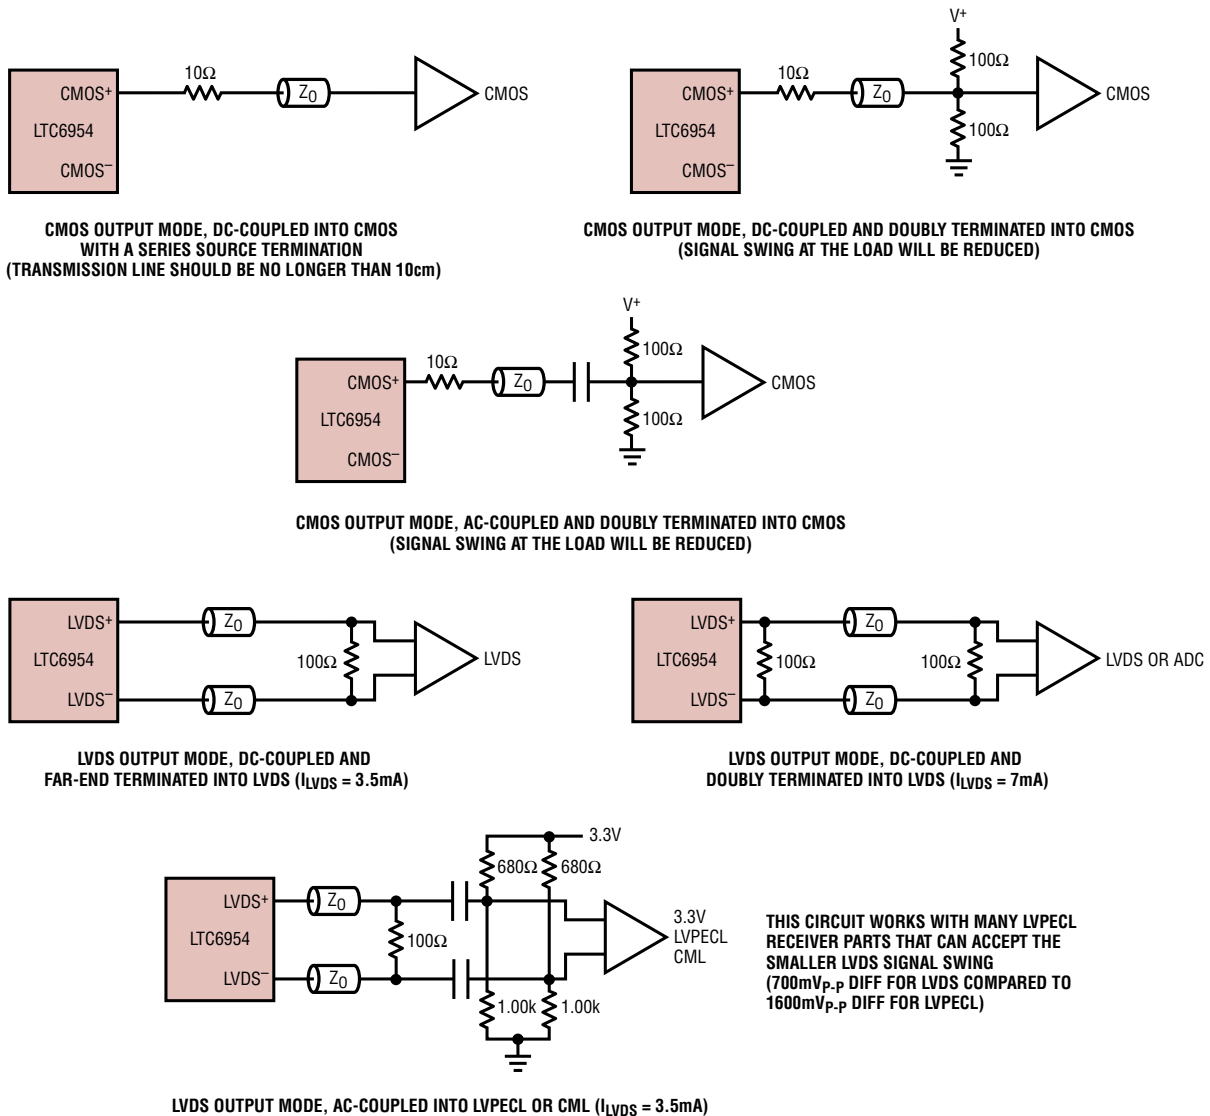 10Ω
Z0
CMOS+
LTC6954
CMOS−
CMOS
CMOS OUTPUT MODE, DC-COUPLED INTO CMOS
WITH A SERIES SOURCE TERMINATION
(TRANSMISSION LINE SHOULD BE NO LONGER THAN 10cm)
V+
100Ω
10Ω
Z0
CMOS+
LTC6954
CMOS−
CMOS
100Ω
CMOS OUTPUT MODE, DC-COUPLED AND DOUBLY TERMINATED INTO CMOS
(SIGNAL SWING AT THE LOAD WILL BE REDUCED)
V+
100Ω
10Ω
Z0
CMOS+
LTC6954
CMOS−
CMOS
100Ω
CMOS OUTPUT MODE, AC-COUPLED AND DOUBLY TERMINATED INTO CMOS
(SIGNAL SWING AT THE LOAD WILL BE REDUCED)
LVDS+
Z0
LTC6954
100Ω
LVDS
LVDS−
Z0
LVDS OUTPUT MODE, DC-COUPLED AND
FAR-END TERMINATED INTO LVDS (ILVDS = 3.5mA)
LVDS+
Z0
LTC6954
100Ω
100Ω
LVDS OR ADC
LVDS−
Z0
LVDS OUTPUT MODE, DC-COUPLED AND
DOUBLY TERMINATED INTO LVDS (ILVDS = 7mA)
3.3V
680Ω
680Ω
LVDS+
Z0
LTC6954
100Ω
LVDS−
Z0
3.3V
LVPECL
CML
1.00k
1.00k
THIS CIRCUIT WORKS WITH MANY LVPECL
RECEIVER PARTS THAT CAN ACCEPT THE
SMALLER LVDS SIGNAL SWING
(700mVP-P DIFF FOR LVDS COMPARED TO
1600mVP-P DIFF FOR LVPECL)
LVDS OUTPUT MODE, AC-COUPLED INTO LVPECL OR CML (ILVDS = 3.5mA)